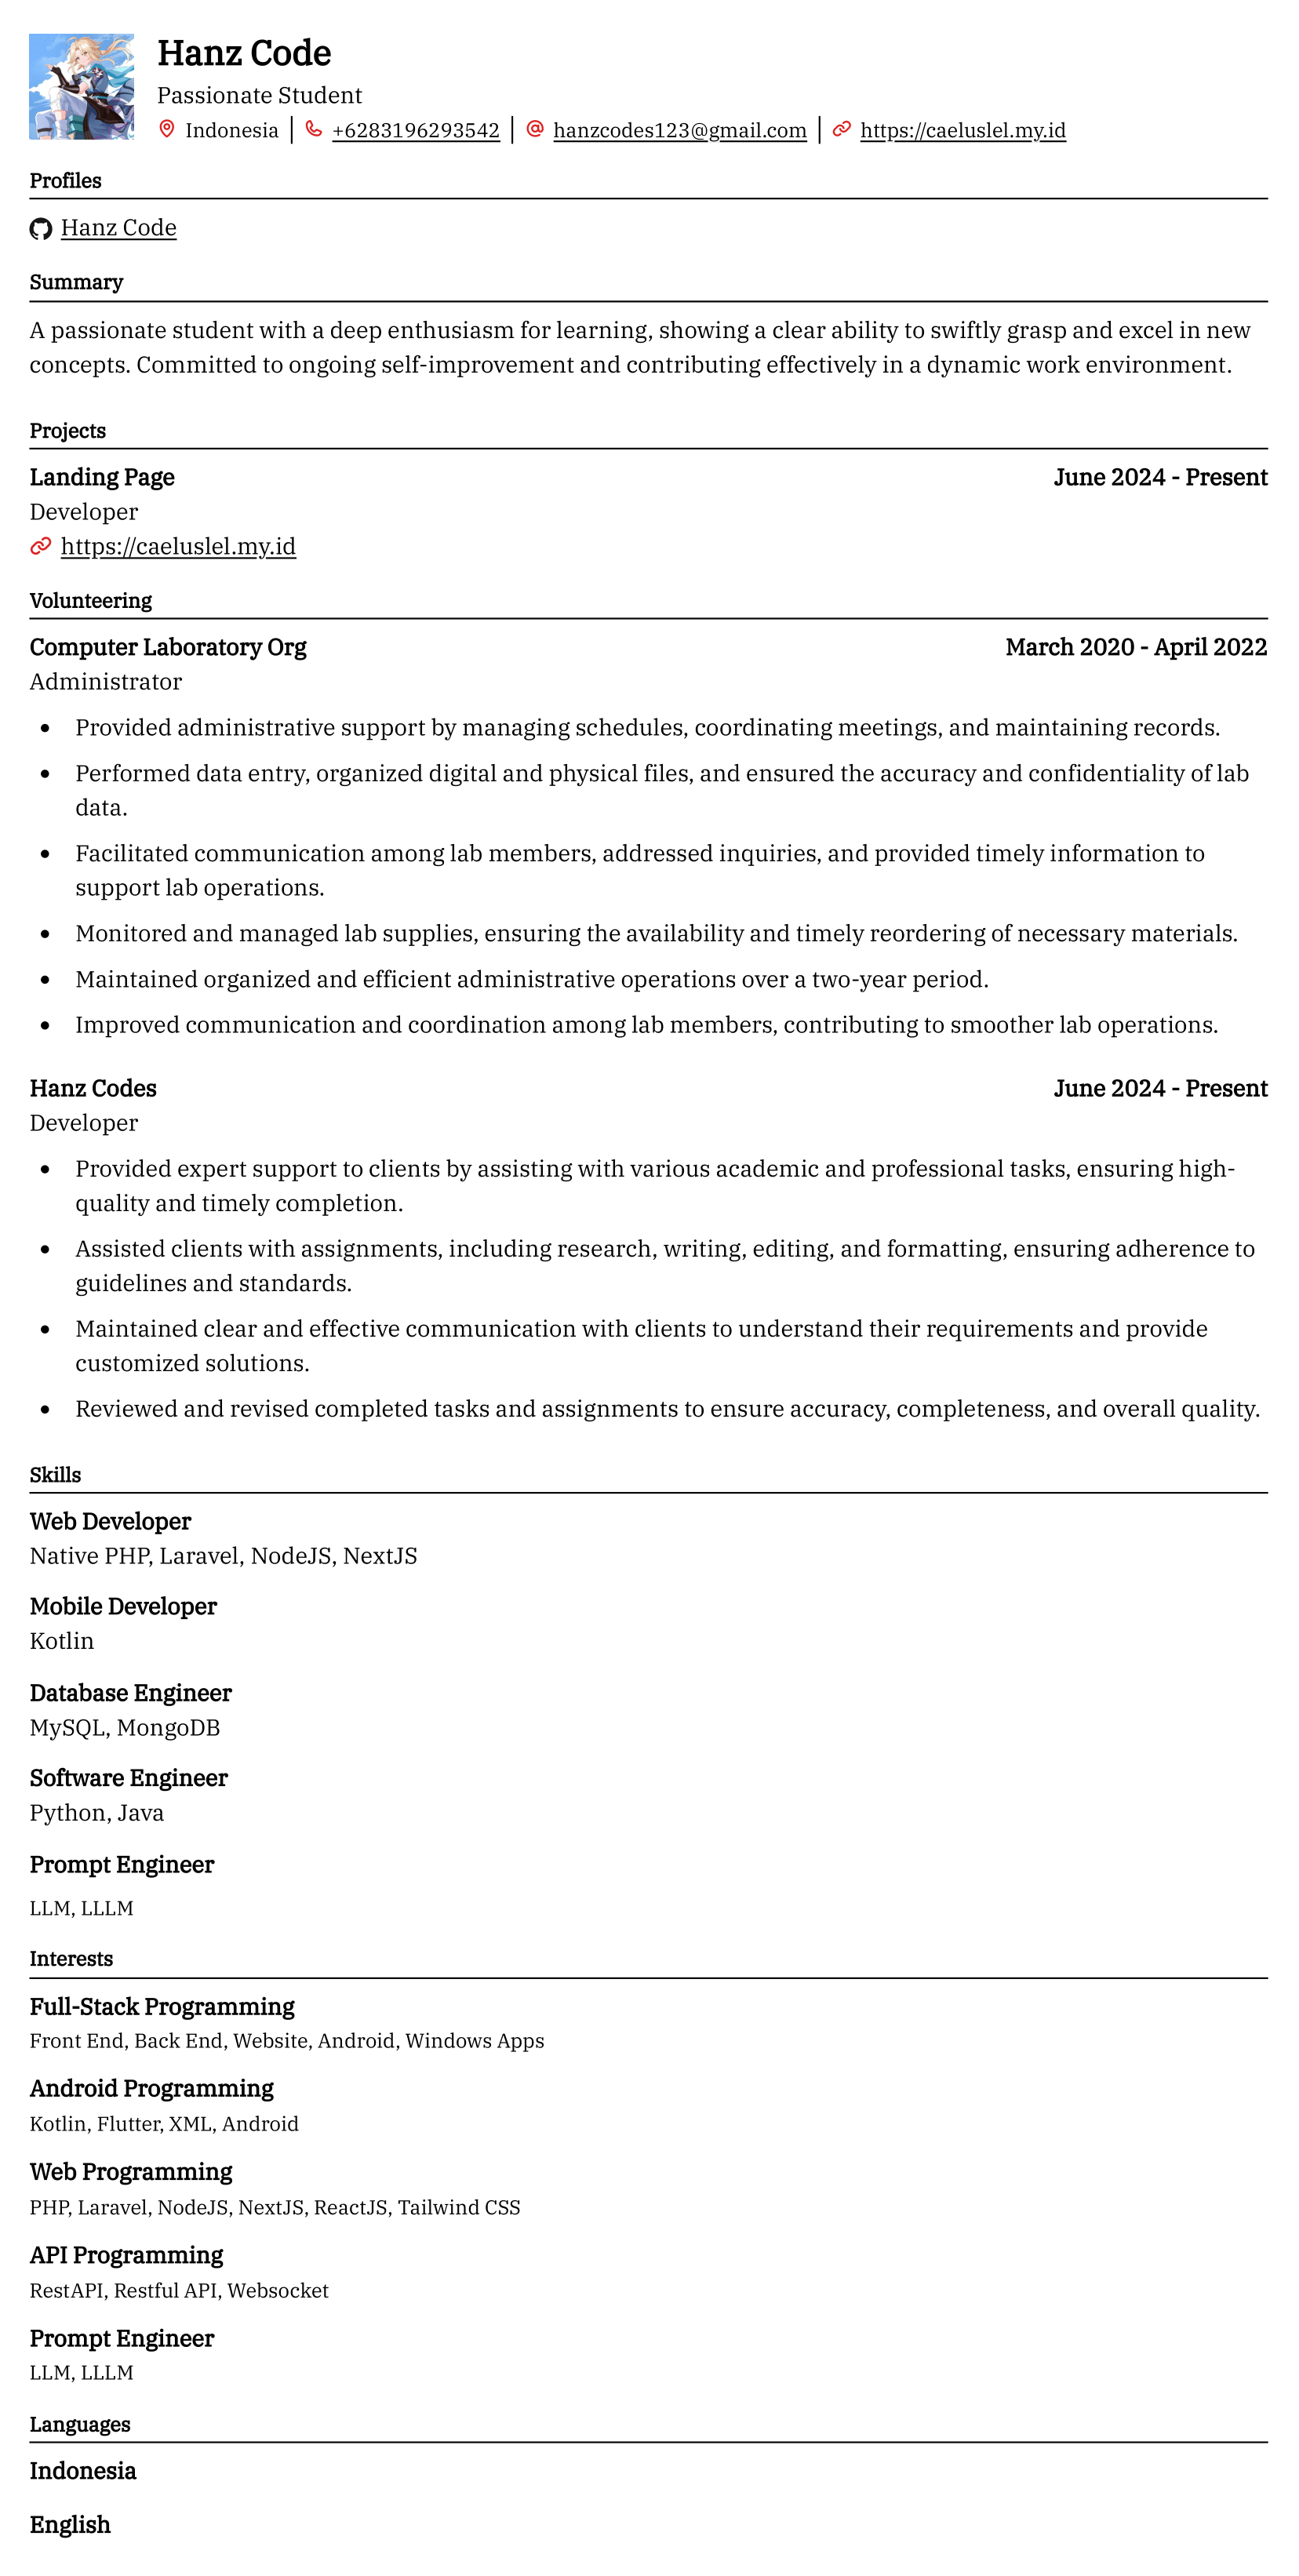 Hanz Code
Passionate Student
Indonesia | +6283196293542 | hanzcodes123@gmail.com | https://caeluslel.my.id
Profiles
Hanz Code
Summary
A passionate student with a deep enthusiasm for learning, showing a clear ability to swiftly grasp and excel in new
concepts. Committed to ongoing self-improvement and contributing effectively in a dynamic work environment.
Projects
Landing Page June 2024 - Present
Developer
https://caeluslel.my.id
Volunteering
Computer Laboratory Org March 2020 - April 2022
Administrator
• Provided administrative support by managing schedules, coordinating meetings, and maintaining records.
• Performed data entry, organized digital and physical files, and ensured the accuracy and confidentiality of lab
data.
• Facilitated communication among lab members, addressed inquiries, and provided timely information to
support lab operations.
• Monitored and managed lab supplies, ensuring the availability and timely reordering of necessary materials.
• Maintained organized and efficient administrative operations over a two-year period.
• Improved communication and coordination among lab members, contributing to smoother lab operations.
Hanz Codes June 2024 - Present
Developer
• Provided expert support to clients by assisting with various academic and professional tasks, ensuring high-
quality and timely completion.
• Assisted clients with assignments, including research, writing, editing, and formatting, ensuring adherence to
guidelines and standards.
• Maintained clear and effective communication with clients to understand their requirements and provide
customized solutions.
• Reviewed and revised completed tasks and assignments to ensure accuracy, completeness, and overall quality.
Skills
Web Developer
Native PHP, Laravel, NodeJS, NextJS
Mobile Developer
Kotlin
Database Engineer
MySQL, MongoDB
Software Engineer
Python, Java
Prompt Engineer
LLM, LLLM
Interests
Full-Stack Programming
Front End, Back End, Website, Android, Windows Apps
Android Programming
Kotlin, Flutter, XML, Android
Web Programming
PHP, Laravel, NodeJS, NextJS, ReactJS, Tailwind CSS
API Programming
RestAPI, Restful API, Websocket
Prompt Engineer
LLM, LLLM
Languages
Indonesia
English